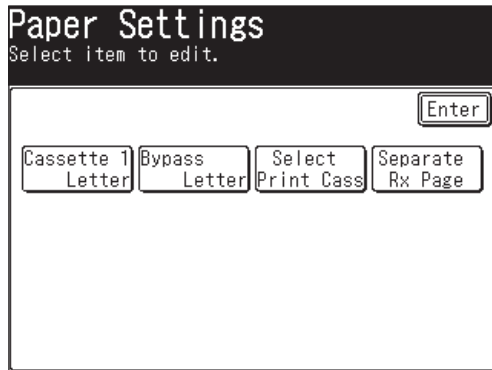 Paper Settings
Select item to edit.
Enter
Cassette 1 Bypass Select Separate
Letter Letter Print Cass Rx Page